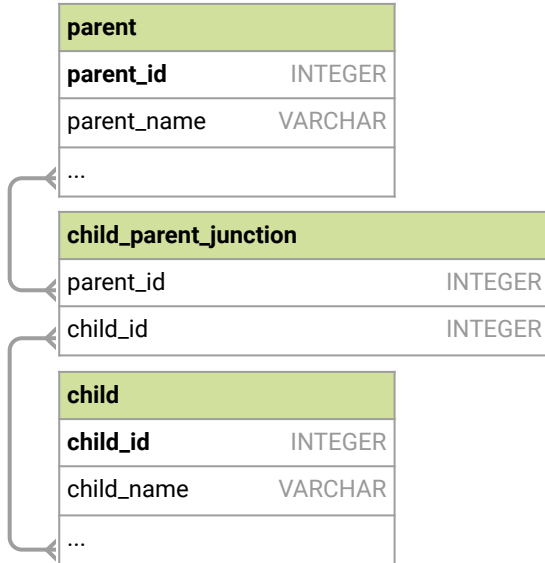 parent
parent_id INTEGER
parent_name VARCHAR
...
child_parent_junction
parent_id INTEGER
child_id INTEGER
child
child_id INTEGER
child_name VARCHAR
...